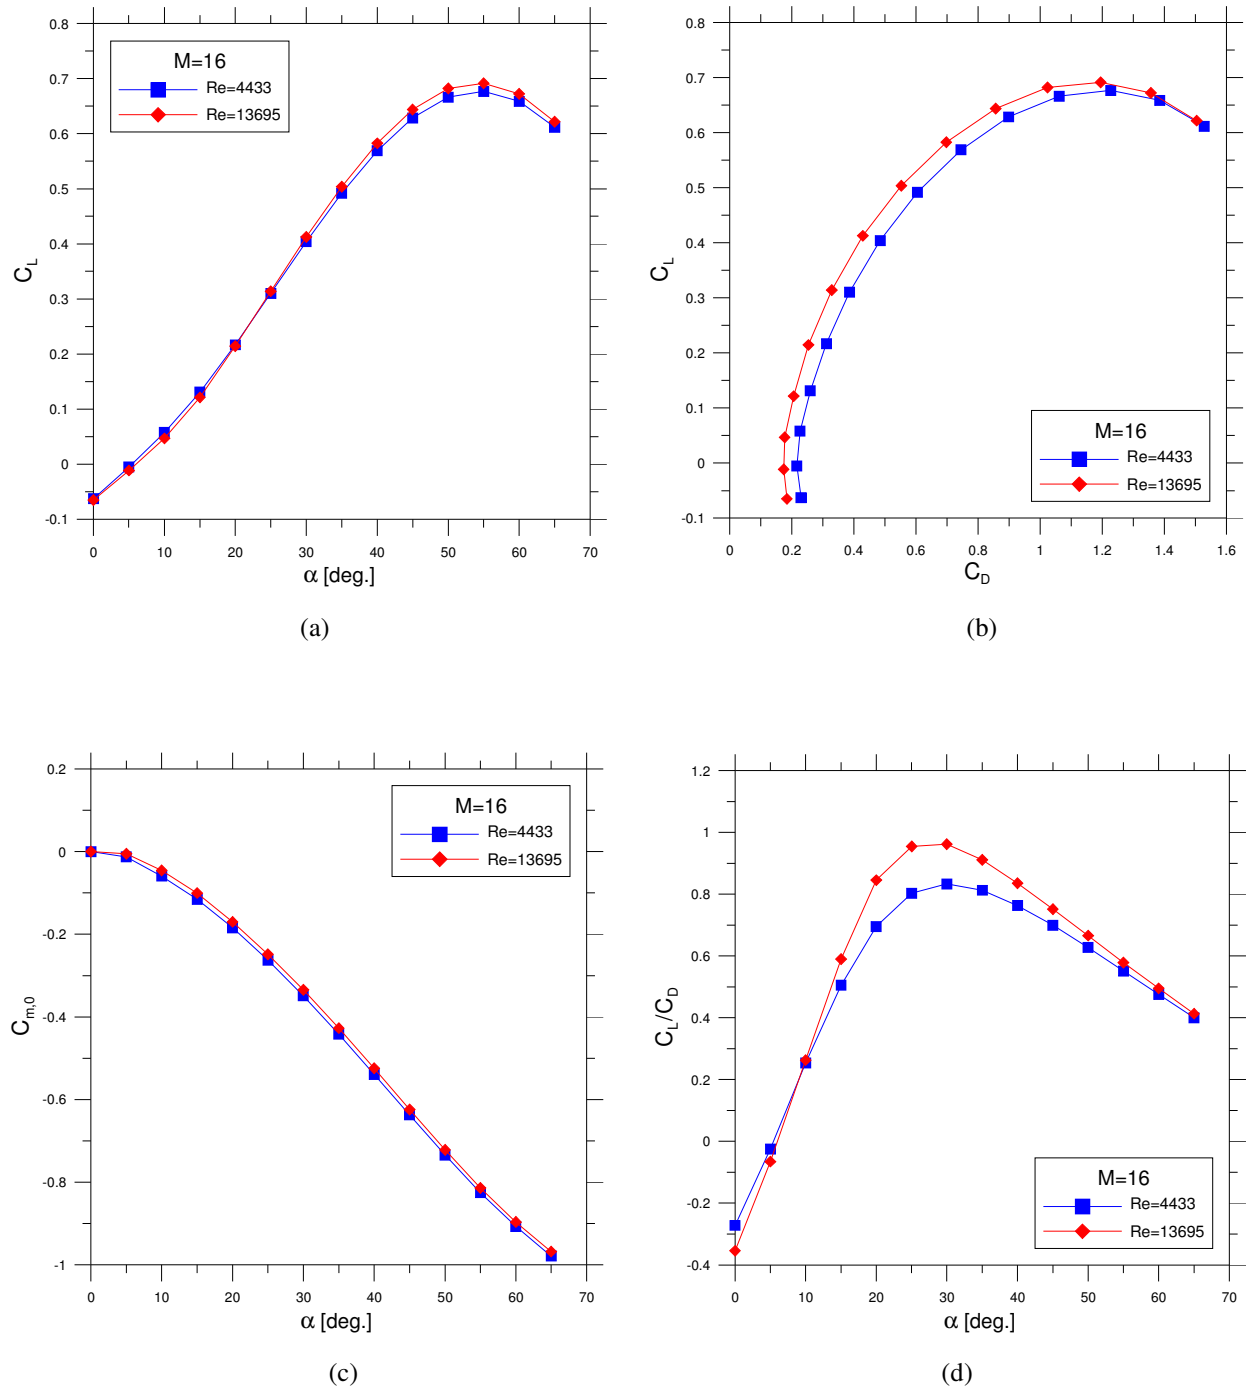 0.8
0.7
0.6
0.5
0.4
0.3
0.2
0.1
0
-0.1
C_L
M=16
Re=4433
Re=13695
0 10 20 30 40 50 60 70
α [deg.]
(a)
0.8
0.7
0.6
0.5
0.4
0.3
0.2
0.1
0
-0.1
C_L
M=16
Re=4433
Re=13695
0 0.2 0.4 0.6 0.8 1 1.2 1.4 1.6
C_D
(b)
0.2
0
-0.2
-0.4
-0.6
-0.8
-1
C_m,0
M=16
Re=4433
Re=13695
0 10 20 30 40 50 60 70
α [deg.]
(c)
1.2
1
0.8
0.6
0.4
0.2
0
-0.2
-0.4
C_L/C_D
M=16
Re=4433
Re=13695
0 10 20 30 40 50 60 70
α [deg.]
(d)